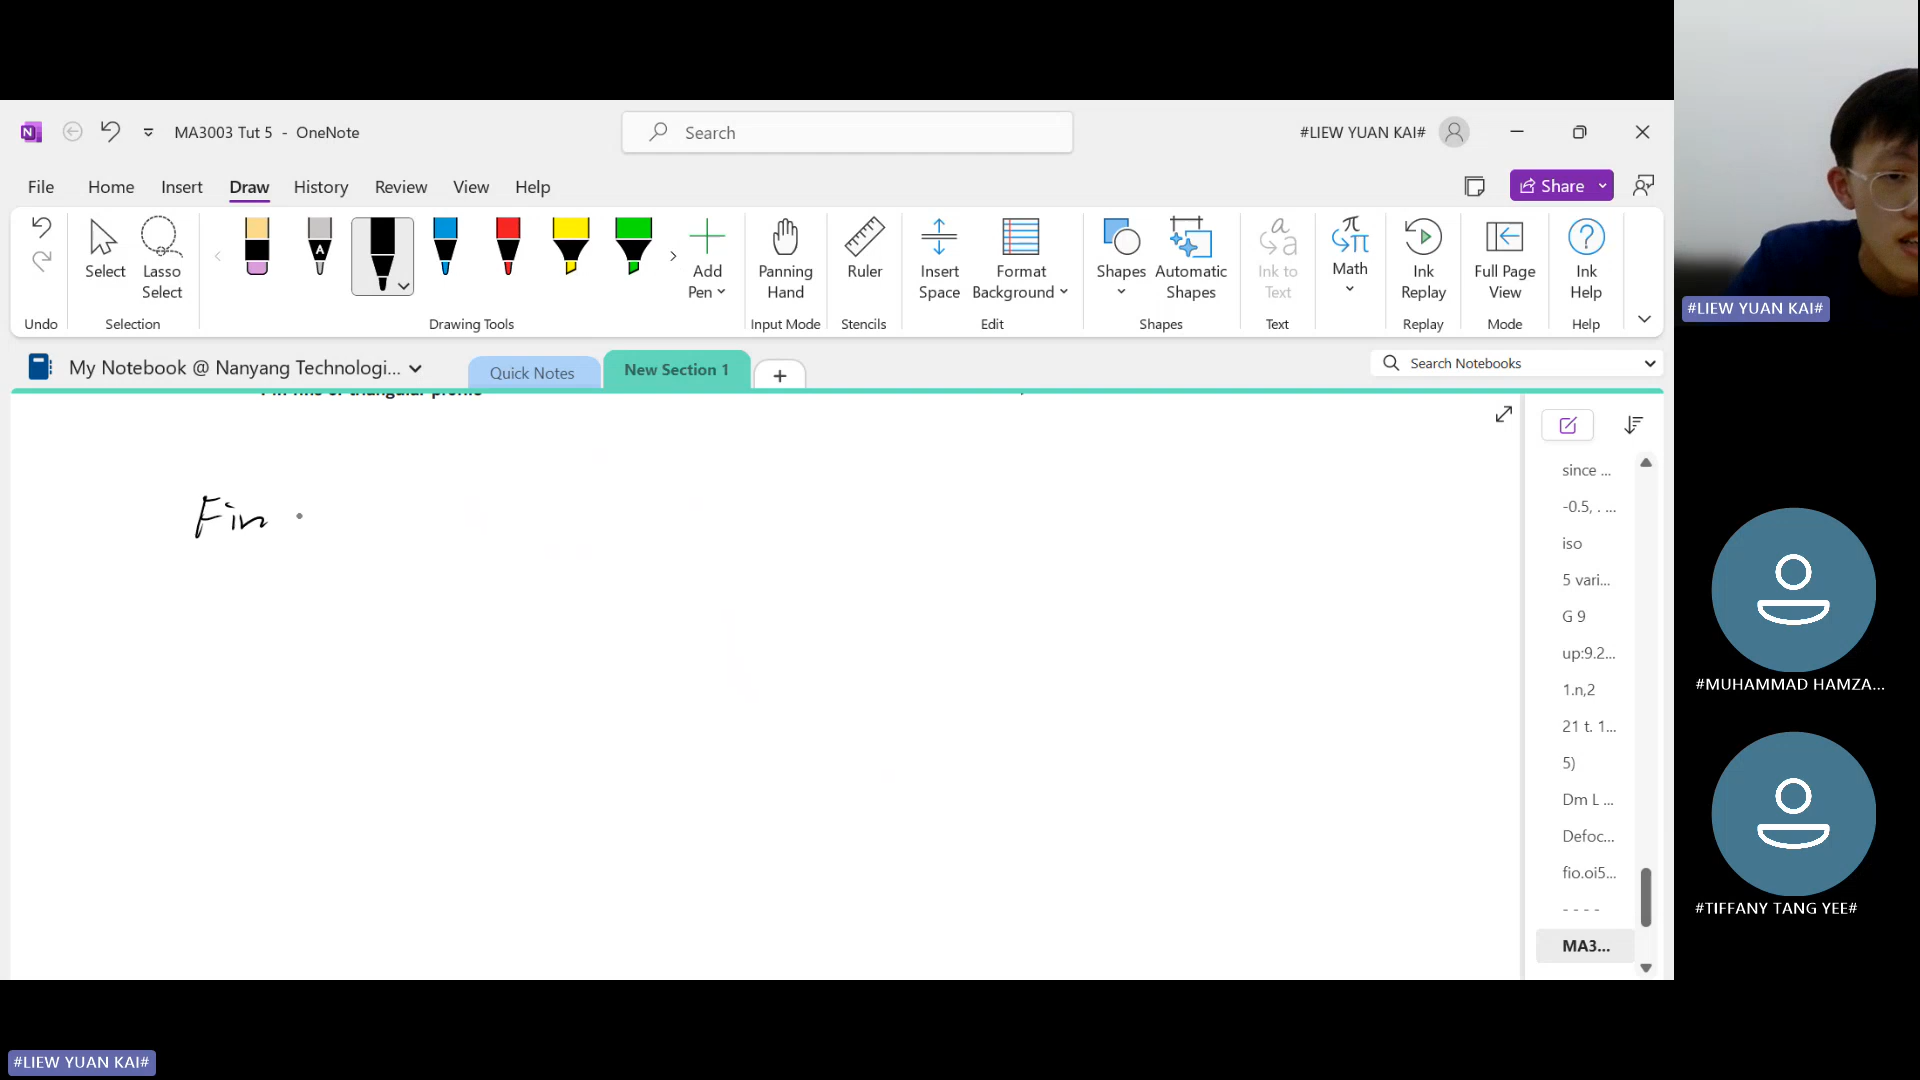 MA3003 Tut 5 - OneNote
Search
#LIEW YUAN KAI#
File Home Insert Draw History Review View Help
Share
Select
Lasso Select
A
Add Pen
Panning Hand
Ruler
Insert Space
Format Background
Shapes
Automatic Shapes
Ink to Text
Math
Ink Replay
Full Page View
Ink Help
Undo
Selection
Drawing Tools
Input Mode
Stencils
Edit
Shapes
Text
Replay
Mode
Help
My Notebook @ Nanyang Technologi...
Quick Notes
New Section 1
Search Notebooks
Fin
since ...
-0.5, . ...
iso
5 vari...
G 9
up:9.2...
1.n,2
21 t. 1...
5)
Dm L ...
Defoc...
fio.oi5...
- - - -
MA3...
#LIEW YUAN KAI#
#MUHAMMAD HAMZA...
#TIFFANY TANG YEE#
#LIEW YUAN KAI#